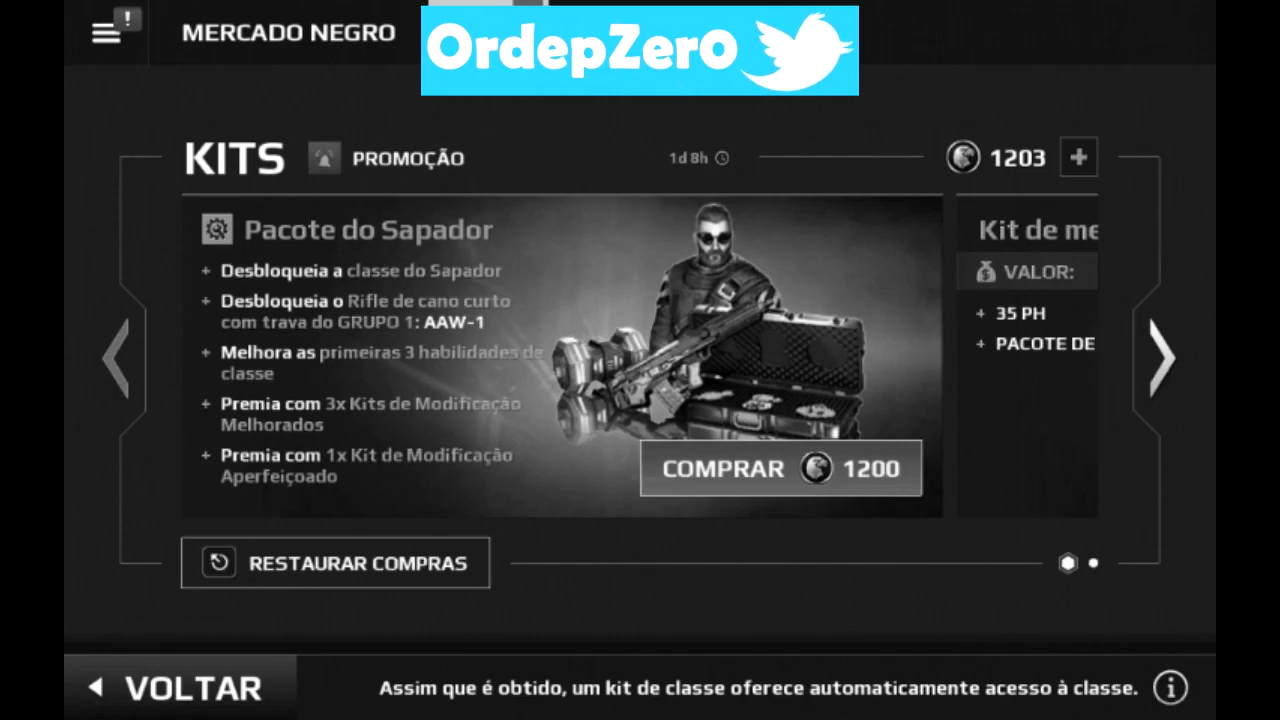 !
MERCADO NEGRO
OrdepZer0
KITS
PROMOÇÃO
1d 8h
1203 +
Pacote do Sapador
+ Desbloqueia a classe do Sapador
+ Desbloqueia o Rifle de cano curto
com trava do GRUPO 1: AAW-1
+ Melhora as primeiras 3 habilidades de
classe
+ Premia com 3x Kits de Modificação
Melhorados
+ Premia com 1x Kit de Modificação
Aperfeiçoado
COMPRAR 1200
Kit de me
VALOR:
+ 35 PH
+ PACOTE DE
RESTAURAR COMPRAS
VOLTAR
Assim que é obtido, um kit de classe oferece automaticamente acesso à classe. i